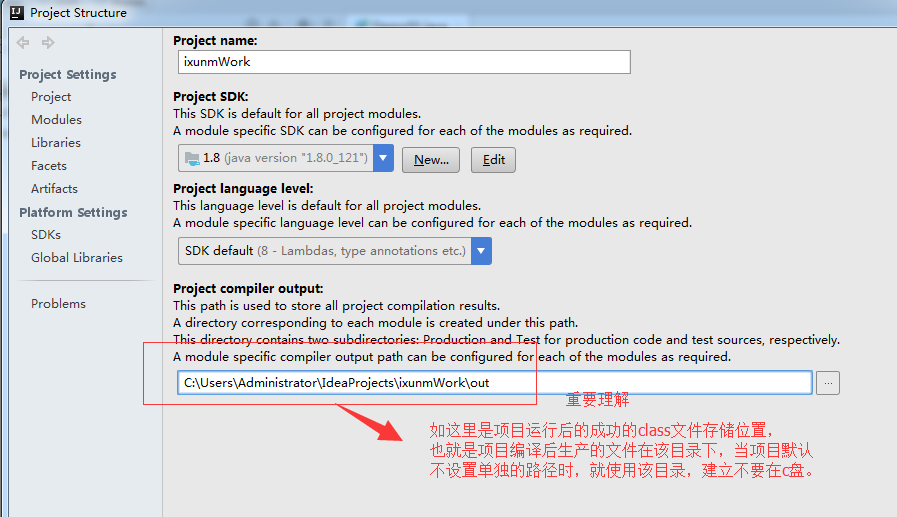 Project Structure
Project name:
ixunmWork
Project Settings
Project
Modules
Libraries
Facets
Artifacts
Platform Settings
SDKs
Global Libraries
Problems
Project SDK:
This SDK is default for all project modules.
A module specific SDK can be configured for each of the modules as required.
1.8 (java version "1.8.0_121")
New...
Edit
Project language level:
This language level is default for all project modules.
A module specific language level can be configured for each of the modules as required.
SDK default (8 - Lambdas, type annotations etc.)
Project compiler output:
This path is used to store all project compilation results.
A directory corresponding to each module is created under this path.
This directory contains two subdirectories: Production and Test for production code and test sources, respectively.
A module specific compiler output path can be configured for each of the modules as required.
C:\Users\Administrator\IdeaProjects\ixunmWork\out
...
重要理解
如这里是项目运行后的成功的class文件存储位置，
也就是项目编译后生产的文件在该目录下，当项目默认
不设置单独的路径时，就使用该目录，建立不要在c盘。